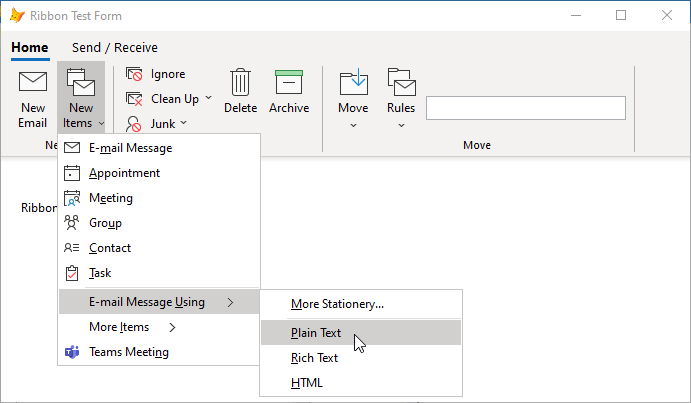 Ribbon Test Form
Home Send / Receive
New Email
New Items
Ignore
Clean Up
Junk
Delete
Archive
Move
Rules
Ne
Move
Ribbon
E-mail Message
Appointment
Meeting
Group
Contact
Task
E-mail Message Using
More Items
Teams Meeting
More Stationery...
Plain Text
Rich Text
HTML